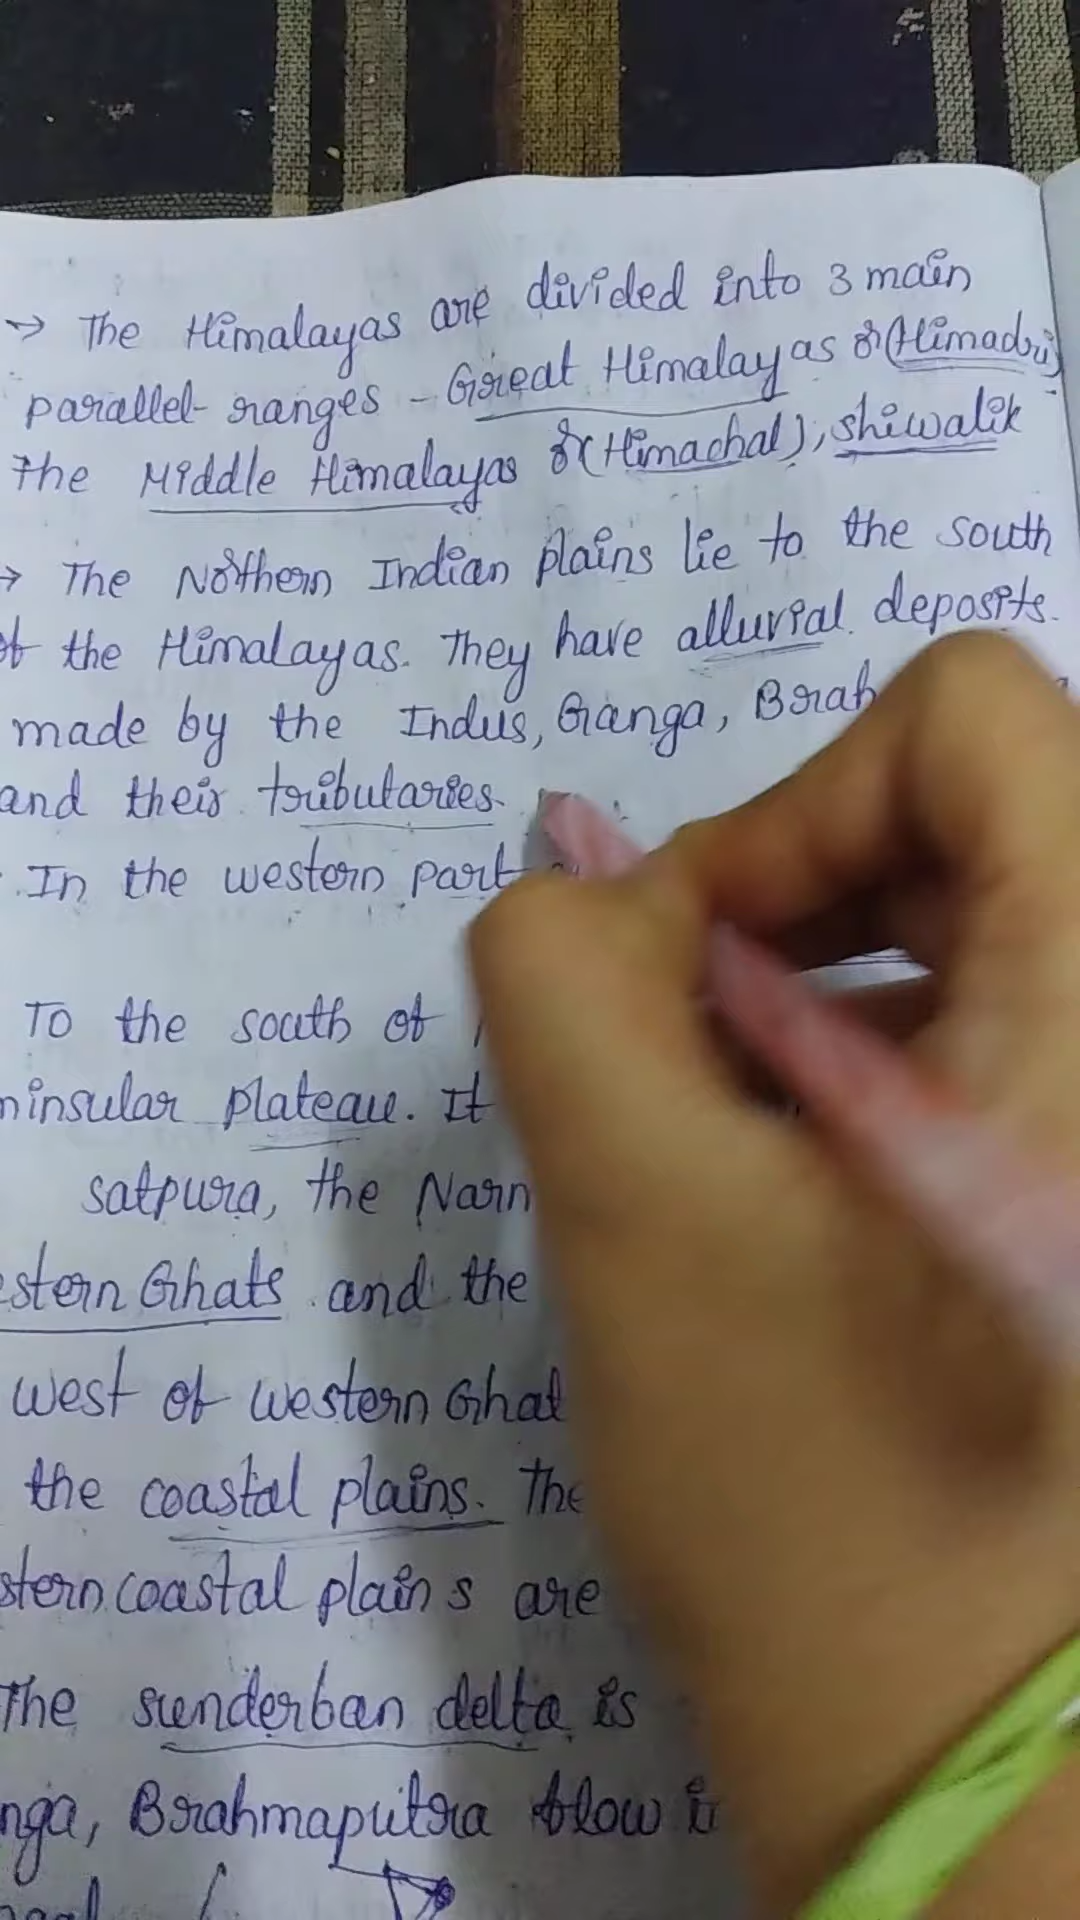 → The Himalayas are divided into 3 main
parallel- ranges - Great Himalayas or (Himadri)
the Middle Himalayas or (Himachal), shiwalik
→ The Northern Indian plains lie to the south
of the Himalayas. They have alluvial deposits.
made by the Indus, Ganga, Brah
and their tributaries.
In the western part
To the south of
ninsular plateau. It
satpura, the Narn
estern Ghats and the
west of western Ghat
the coastal plains. The
stern coastal plains are
The sunderban delta is
nga, Brahmaputra flow i